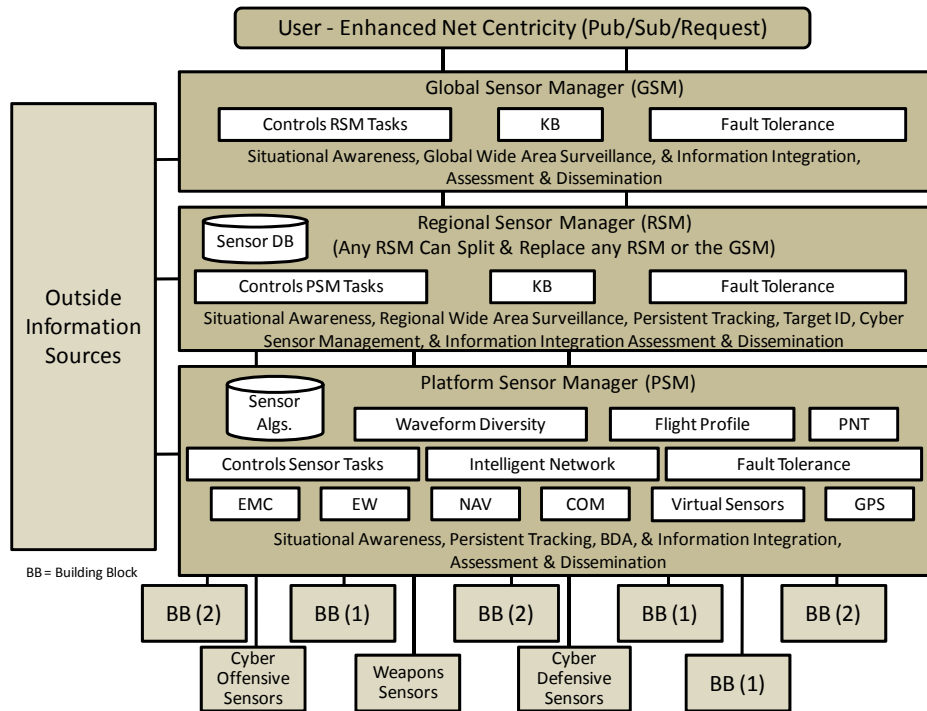 User - Enhanced Net Centricity (Pub/Sub/Request)
Global Sensor Manager (GSM)
Controls RSM Tasks
KB
Fault Tolerance
Situational Awareness, Global Wide Area Surveillance, & Information Integration,
Assessment & Dissemination
Outside
Information
Sources
Regional Sensor Manager (RSM)
(Any RSM Can Split & Replace any RSM or the GSM)
Sensor DB
Controls PSM Tasks
KB
Fault Tolerance
Situational Awareness, Regional Wide Area Surveillance, Persistent Tracking, Target ID, Cyber
Sensor Management, & Information Integration Assessment & Dissemination
Platform Sensor Manager (PSM)
Sensor
Algs.
Waveform Diversity
Flight Profile
PNT
Controls Sensor Tasks
Intelligent Network
Fault Tolerance
EMC
EW
NAV
COM
Virtual Sensors
GPS
Situational Awareness, Persistent Tracking, BDA, & Information Integration,
Assessment & Dissemination
BB = Building Block
BB (2)
BB (1)
BB (2)
BB (1)
BB (2)
Cyber
Offensive
Sensors
Weapons
Sensors
Cyber
Defensive
Sensors
BB (1)